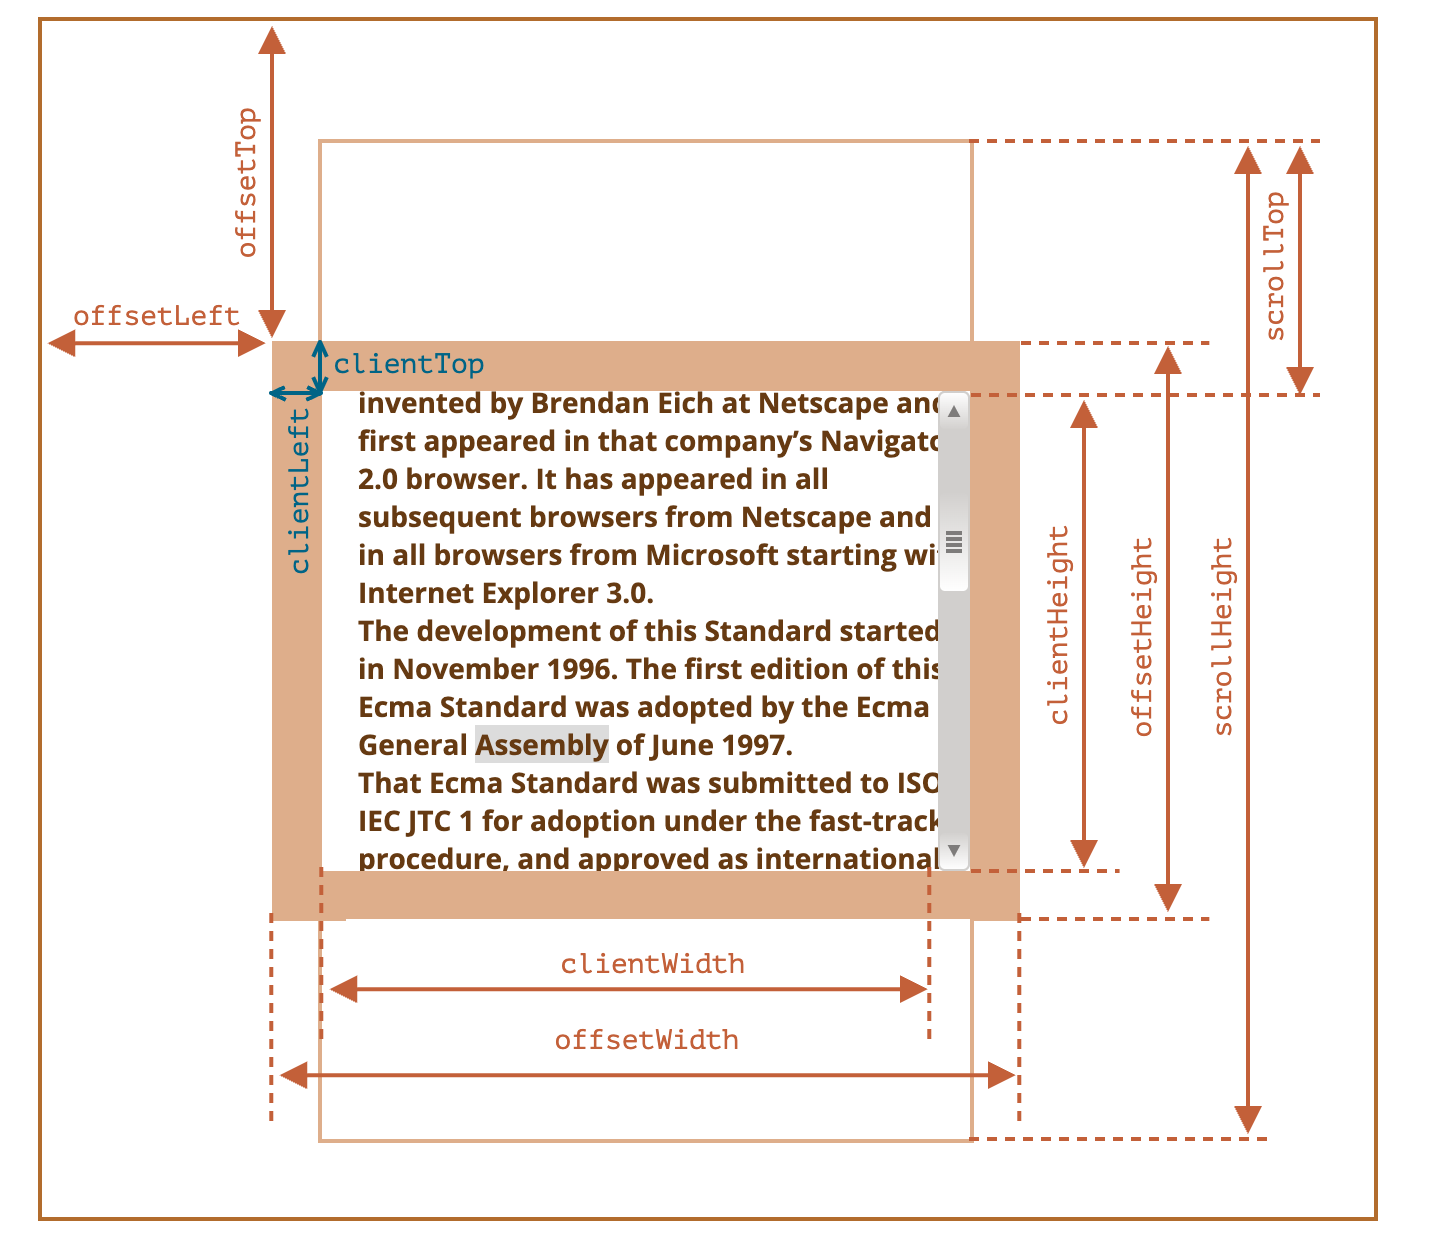 offsetTop
scrollTop
offsetLeft
clientTop
clientLeft
invented by Brendan Eich at Netscape and
first appeared in that company’s Navigato
2.0 browser. It has appeared in all
subsequent browsers from Netscape and
in all browsers from Microsoft starting wi
Internet Explorer 3.0.
The development of this Standard started
in November 1996. The first edition of this
Ecma Standard was adopted by the Ecma
General Assembly of June 1997.
That Ecma Standard was submitted to ISO
IEC JTC 1 for adoption under the fast-track
procedure, and approved as international
clientHeight
offsetHeight
scrollHeight
clientWidth
offsetWidth